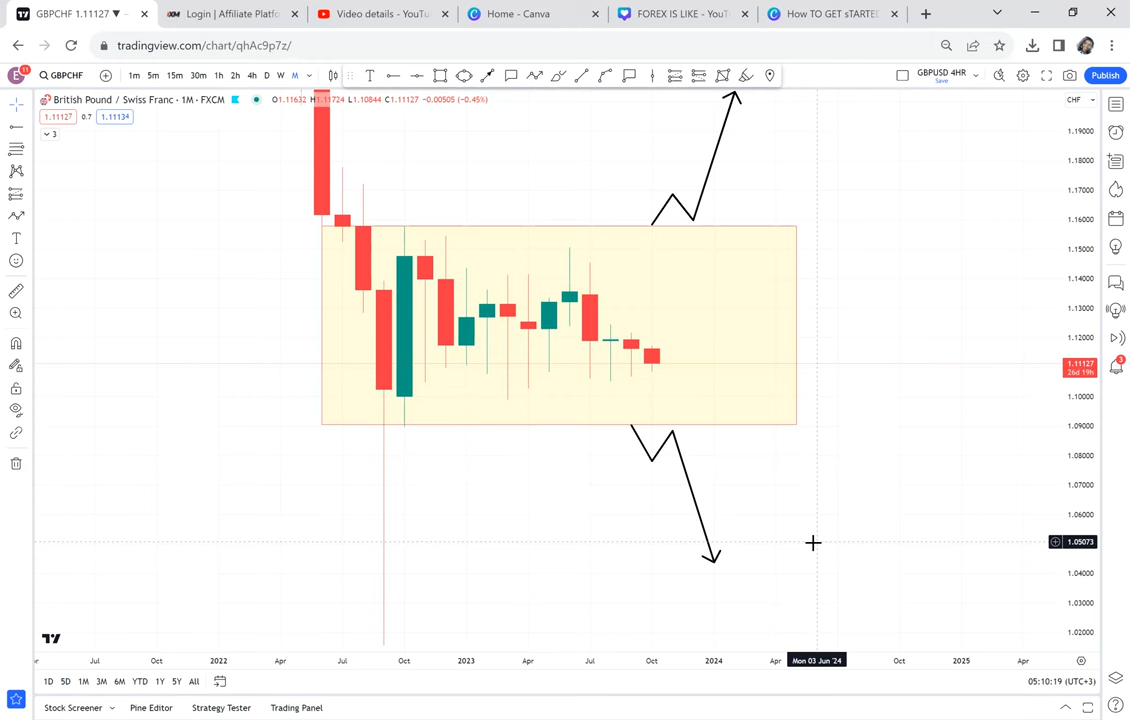 GBPCHF 1.11127 ▼
Login | Affiliate Platfo
Video details - YouTu
Home - Canva
FOREX IS LIKE - YouT
How TO GET sTARTED
tradingview.com/chart/qhAc9p7z/
E 11
GBPCHF
1m 5m 15m 30m 1h 2h 4h D W M
GBPUSD 4HR
Save
Publish
British Pound / Swiss Franc · 1M · FXCM O1.11632 H1.11724 L1.10844 C1.11127 −0.00505 (−0.45%)
CHF
1.11127 0.7 1.11134
3
1.19000
1.18000
1.17000
1.16000
1.15000
1.14000
1.13000
1.12000
1.11127
26d 19h
3
1.10000
1.09000
1.08000
1.07000
1.06000
1.05073
1.04000
1.03000
1.02000
Jul Oct 2022 Apr Jul Oct 2023 Apr Jul Oct 2024 Apr Mon 03 Jun '24 Oct 2025 Apr
1D 5D 1M 3M 6M YTD 1Y 5Y All
05:10:19 (UTC+3)
Stock Screener Pine Editor Strategy Tester Trading Panel